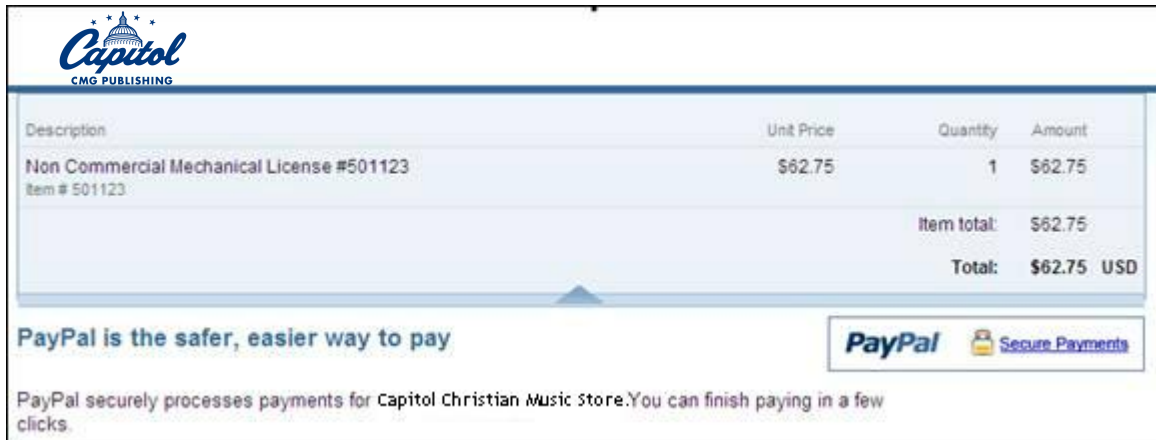 Capitol
CMG PUBLISHING
Description Unit Price Quantity Amount
Non Commercial Mechanical License #501123 $62.75 1 $62.75
Item # 501123
Item total: $62.75
Total: $62.75 USD
PayPal is the safer, easier way to pay
PayPal Secure Payments
PayPal securely processes payments for Capitol Christian Music Store.You can finish paying in a few
clicks.